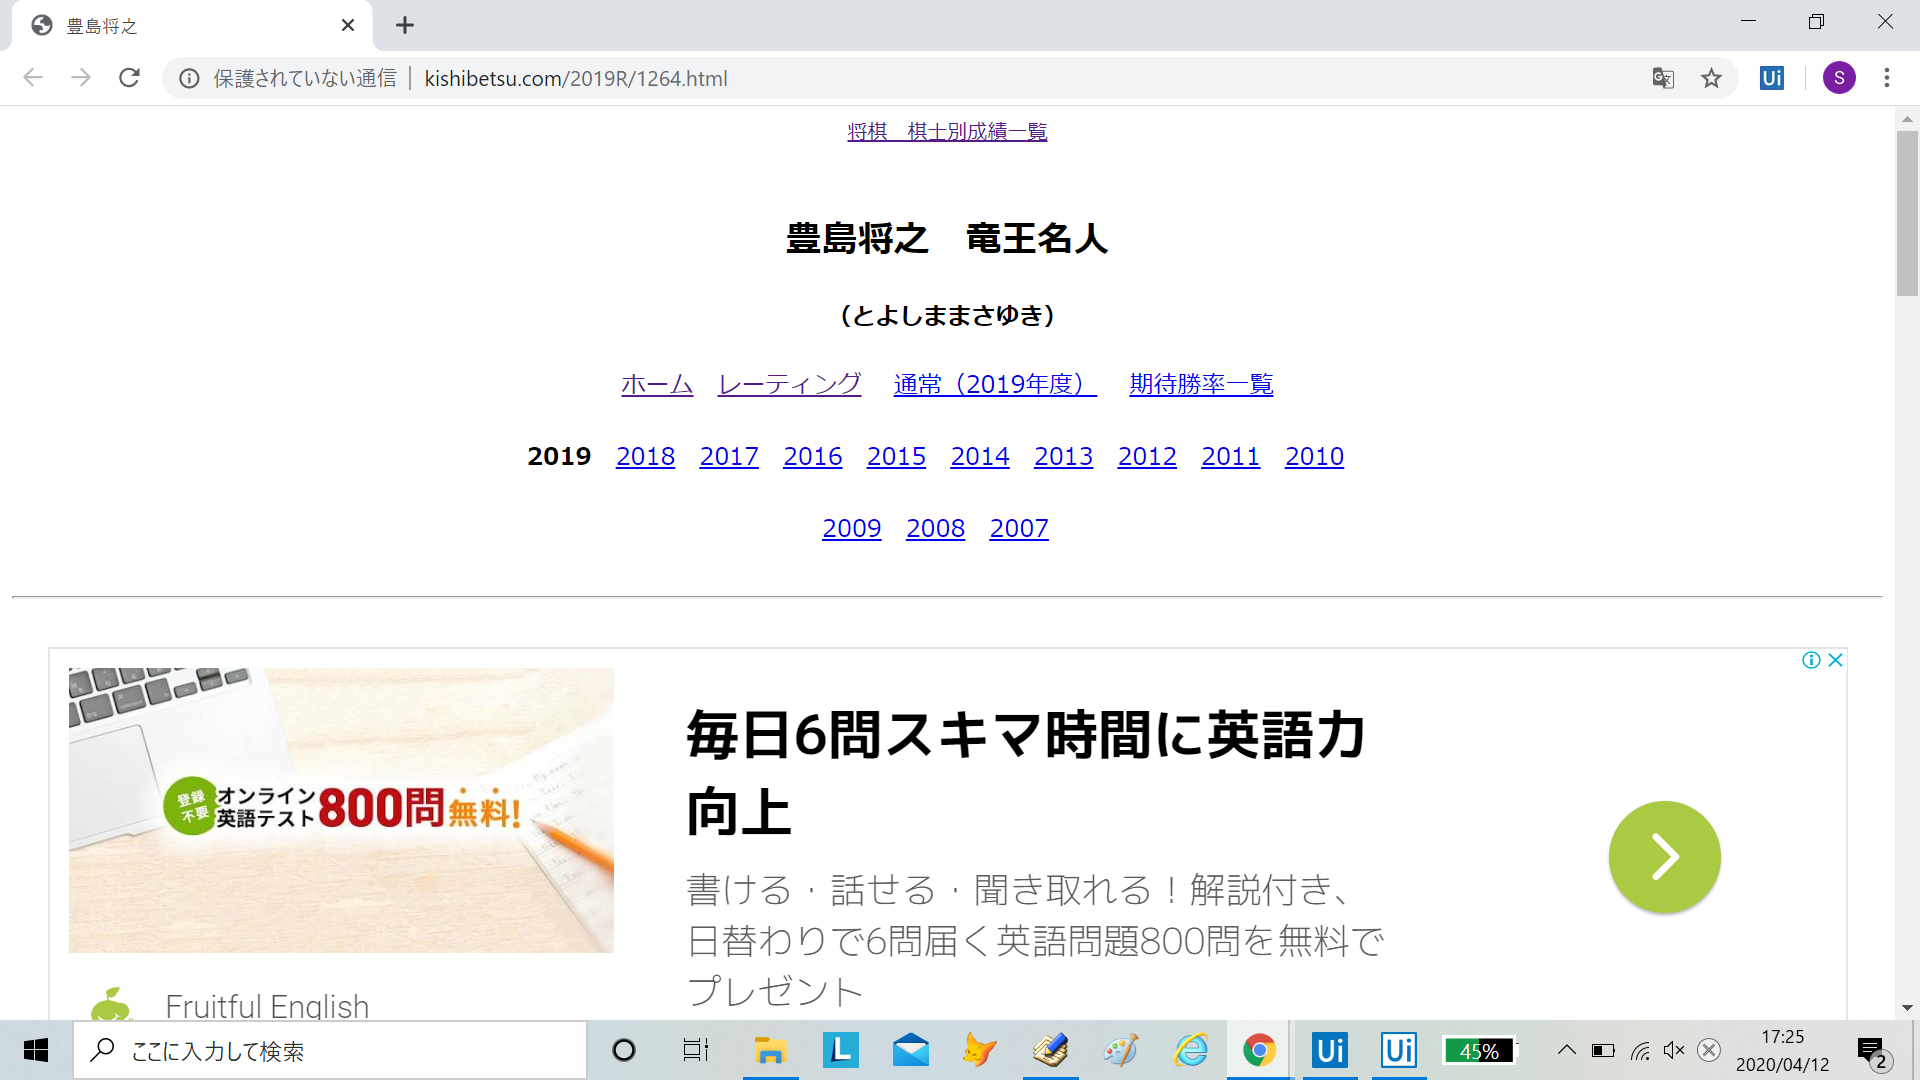 豊島将之
保護されていない通信 | kishibetsu.com/2019R/1264.html
Ui
S
将棋　棋士別成績一覧
豊島将之　竜王名人
（とよしままさゆき）
ホーム　レーティング　通常（2019年度）　期待勝率一覧
2019 2018 2017 2016 2015 2014 2013 2012 2011 2010
2009 2008 2007
毎日6問スキマ時間に英語力
向上
登録
不要
オンライン
英語テスト
800問無料!
書ける・話せる・聞き取れる！解説付き、
日替わりで6問届く英語問題800問を無料で
プレゼント
Fruitful English
ここに入力して検索
L
Ui
Ui
45%
17:25
2020/04/12
2